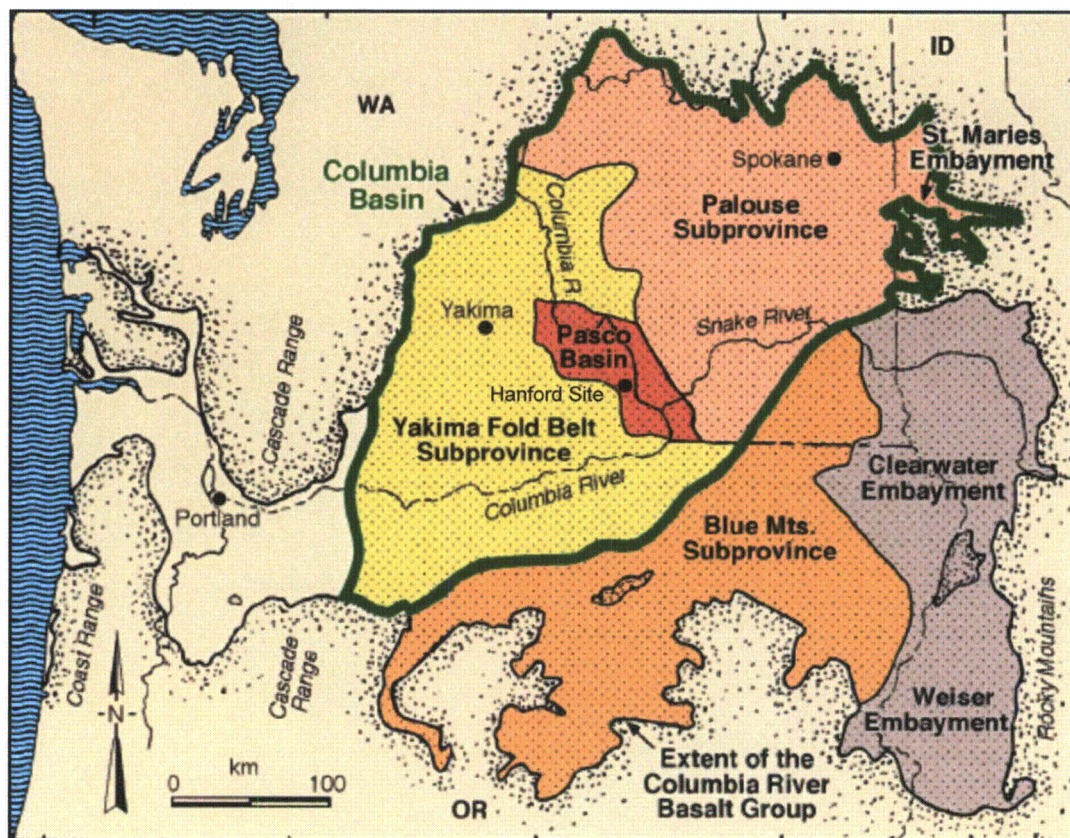 WA
ID
St. Maries
Embayment
Spokane
Columbia
Basin
Columbia R.
Palouse
Subprovince
Yakima
Pasco
Basin
Snake River
Hanford Site
Cascade Range
Yakima Fold Belt
Subprovince
Clearwater
Embayment
Columbia River
Portland
Blue Mts.
Subprovince
Coast Range
Cascade
Range
Rocky Mountains
Weiser
Embayment
N
Extent of the
Columbia River
Basalt Group
km
0 100
OR